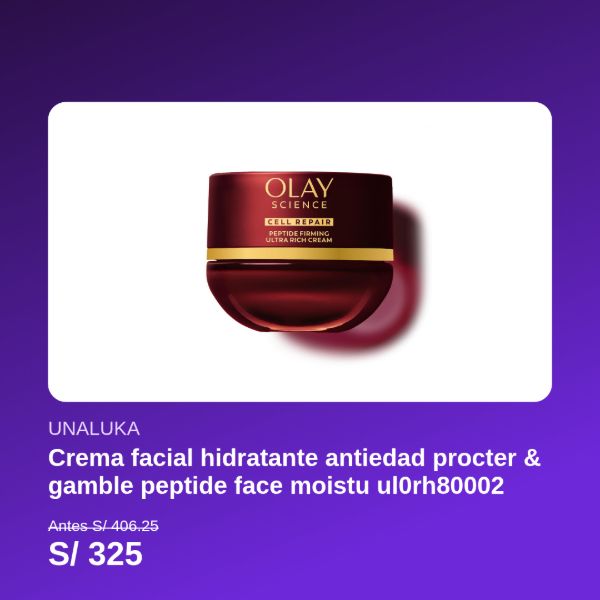 OLAY
SCIENCE
CELL REPAIR
PEPTIDE FIRMING
ULTRA RICH CREAM
UNALUKA
Crema facial hidratante antiedad procter &
gamble peptide face moistu ul0rh80002
Antes S/ 406.25
S/ 325